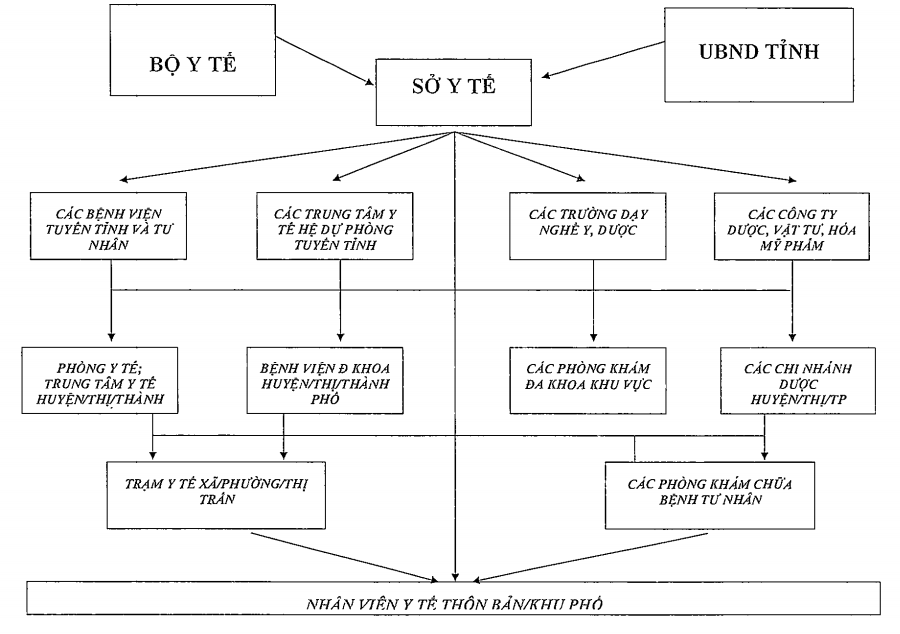 BỘ Y TẾ
SỞ Y TẾ
UBND TỈNH
CÁC BỆNH VIỆN
TUYẾN TỈNH VÀ TƯ
NHÂN
CÁC TRUNG TÂM Y
TẾ HỆ DỰ PHÒNG
TUYẾN TỈNH
CÁC TRƯỜNG DẠY
NGHỀ Y, DƯỢC
CÁC CÔNG TY
DƯỢC, VẬT TƯ, HÓA
MỸ PHẨM
PHÒNG Y TẾ;
TRUNG TÂM Y TẾ
HUYỆN/THỊ/THÀNH
BỆNH VIỆN Đ KHOA
HUYỆN/THỊ/THÀNH
PHỐ
CÁC PHÒNG KHÁM
ĐA KHOA KHU VỰC
CÁC CHI NHÁNH
DƯỢC
HUYỆN/THỊ/TP
TRẠM Y TẾ XÃ/PHƯỜNG/THỊ
TRẤN
CÁC PHÒNG KHÁM CHỮA
BỆNH TƯ NHÂN
NHÂN VIÊN Y TẾ THÔN BẢN/KHU PHỐ